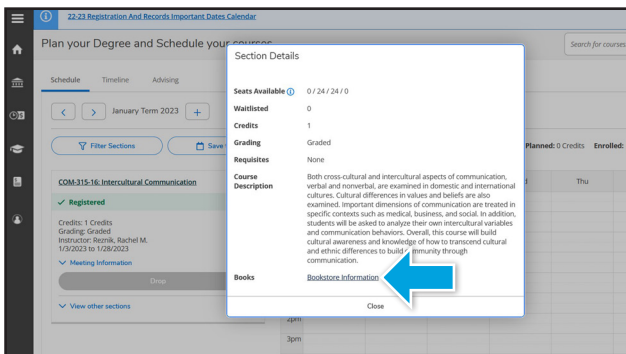 22-23 Registration And Records Important Dates Calendar
Plan your Degree and Schedule your courses
Search for courses
Schedule Timeline Advising
January Term 2023
Filter Sections
Save
Planned: 0 Credits Enrolled:
Thu
COM-315-16: Intercultural Communication
Registered
Credits: 1 Credits
Grading: Graded
Instructor: Reznik, Rachel M.
1/3/2023 to 1/28/2023
Meeting Information
Drop
View other sections
2pm
3pm
Section Details
Seats Available 0 / 24 / 24 / 0
Waitlisted 0
Credits 1
Grading Graded
Requisites None
Course Description
Both cross-cultural and intercultural aspects of communication,
verbal and nonverbal, are examined in domestic and international
cultures. Cultural differences in values and beliefs are also
examined. Important dimensions of communication are treated in
specific contexts such as medical, business, and social. In addition,
students will be asked to analyze their own intercultural variables
and communication behaviors. Overall, this course will build
cultural awareness and knowledge of how to transcend cultural
and ethnic differences to build community through
communication.
Books Bookstore Information
Close